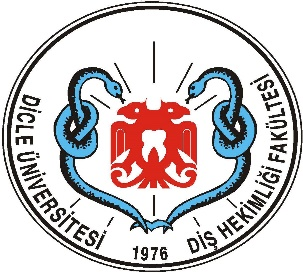 DİCLE ÜNİVERSİTESİ
1976
DİŞ HEKİMLİĞİ FAKÜLTESİ